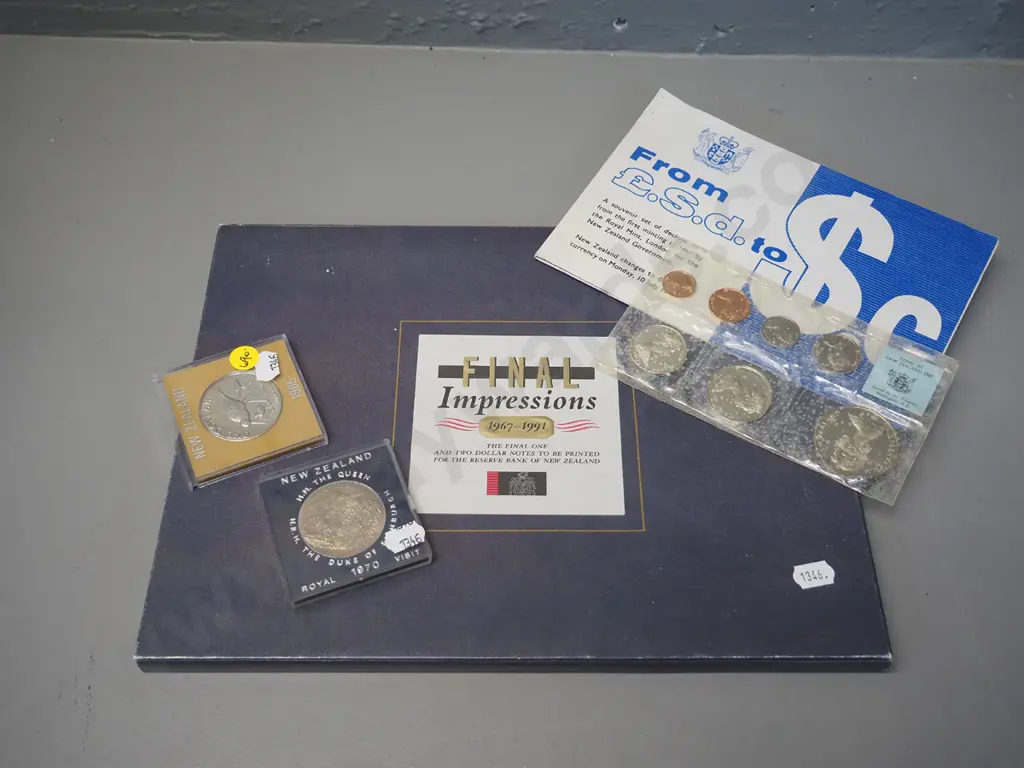 From
£.s.d. to
$
c
A souvenir set of
from the first minting
the Royal Mint, London
New Zealand Government
New Zealand changes to
currency on Monday, 10
FINAL
Impressions
1967-1991
THE FINAL ONE
AND TWO DOLLAR NOTES TO BE PRINTED
FOR THE RESERVE BANK OF NEW ZEALAND
1346.
690
1346
NEW ZEALAND
1986
NEW ZEALAND
H.M. THE QUEEN
H.R.H. THE DUKE OF
1346
ROYAL 1970 VISIT